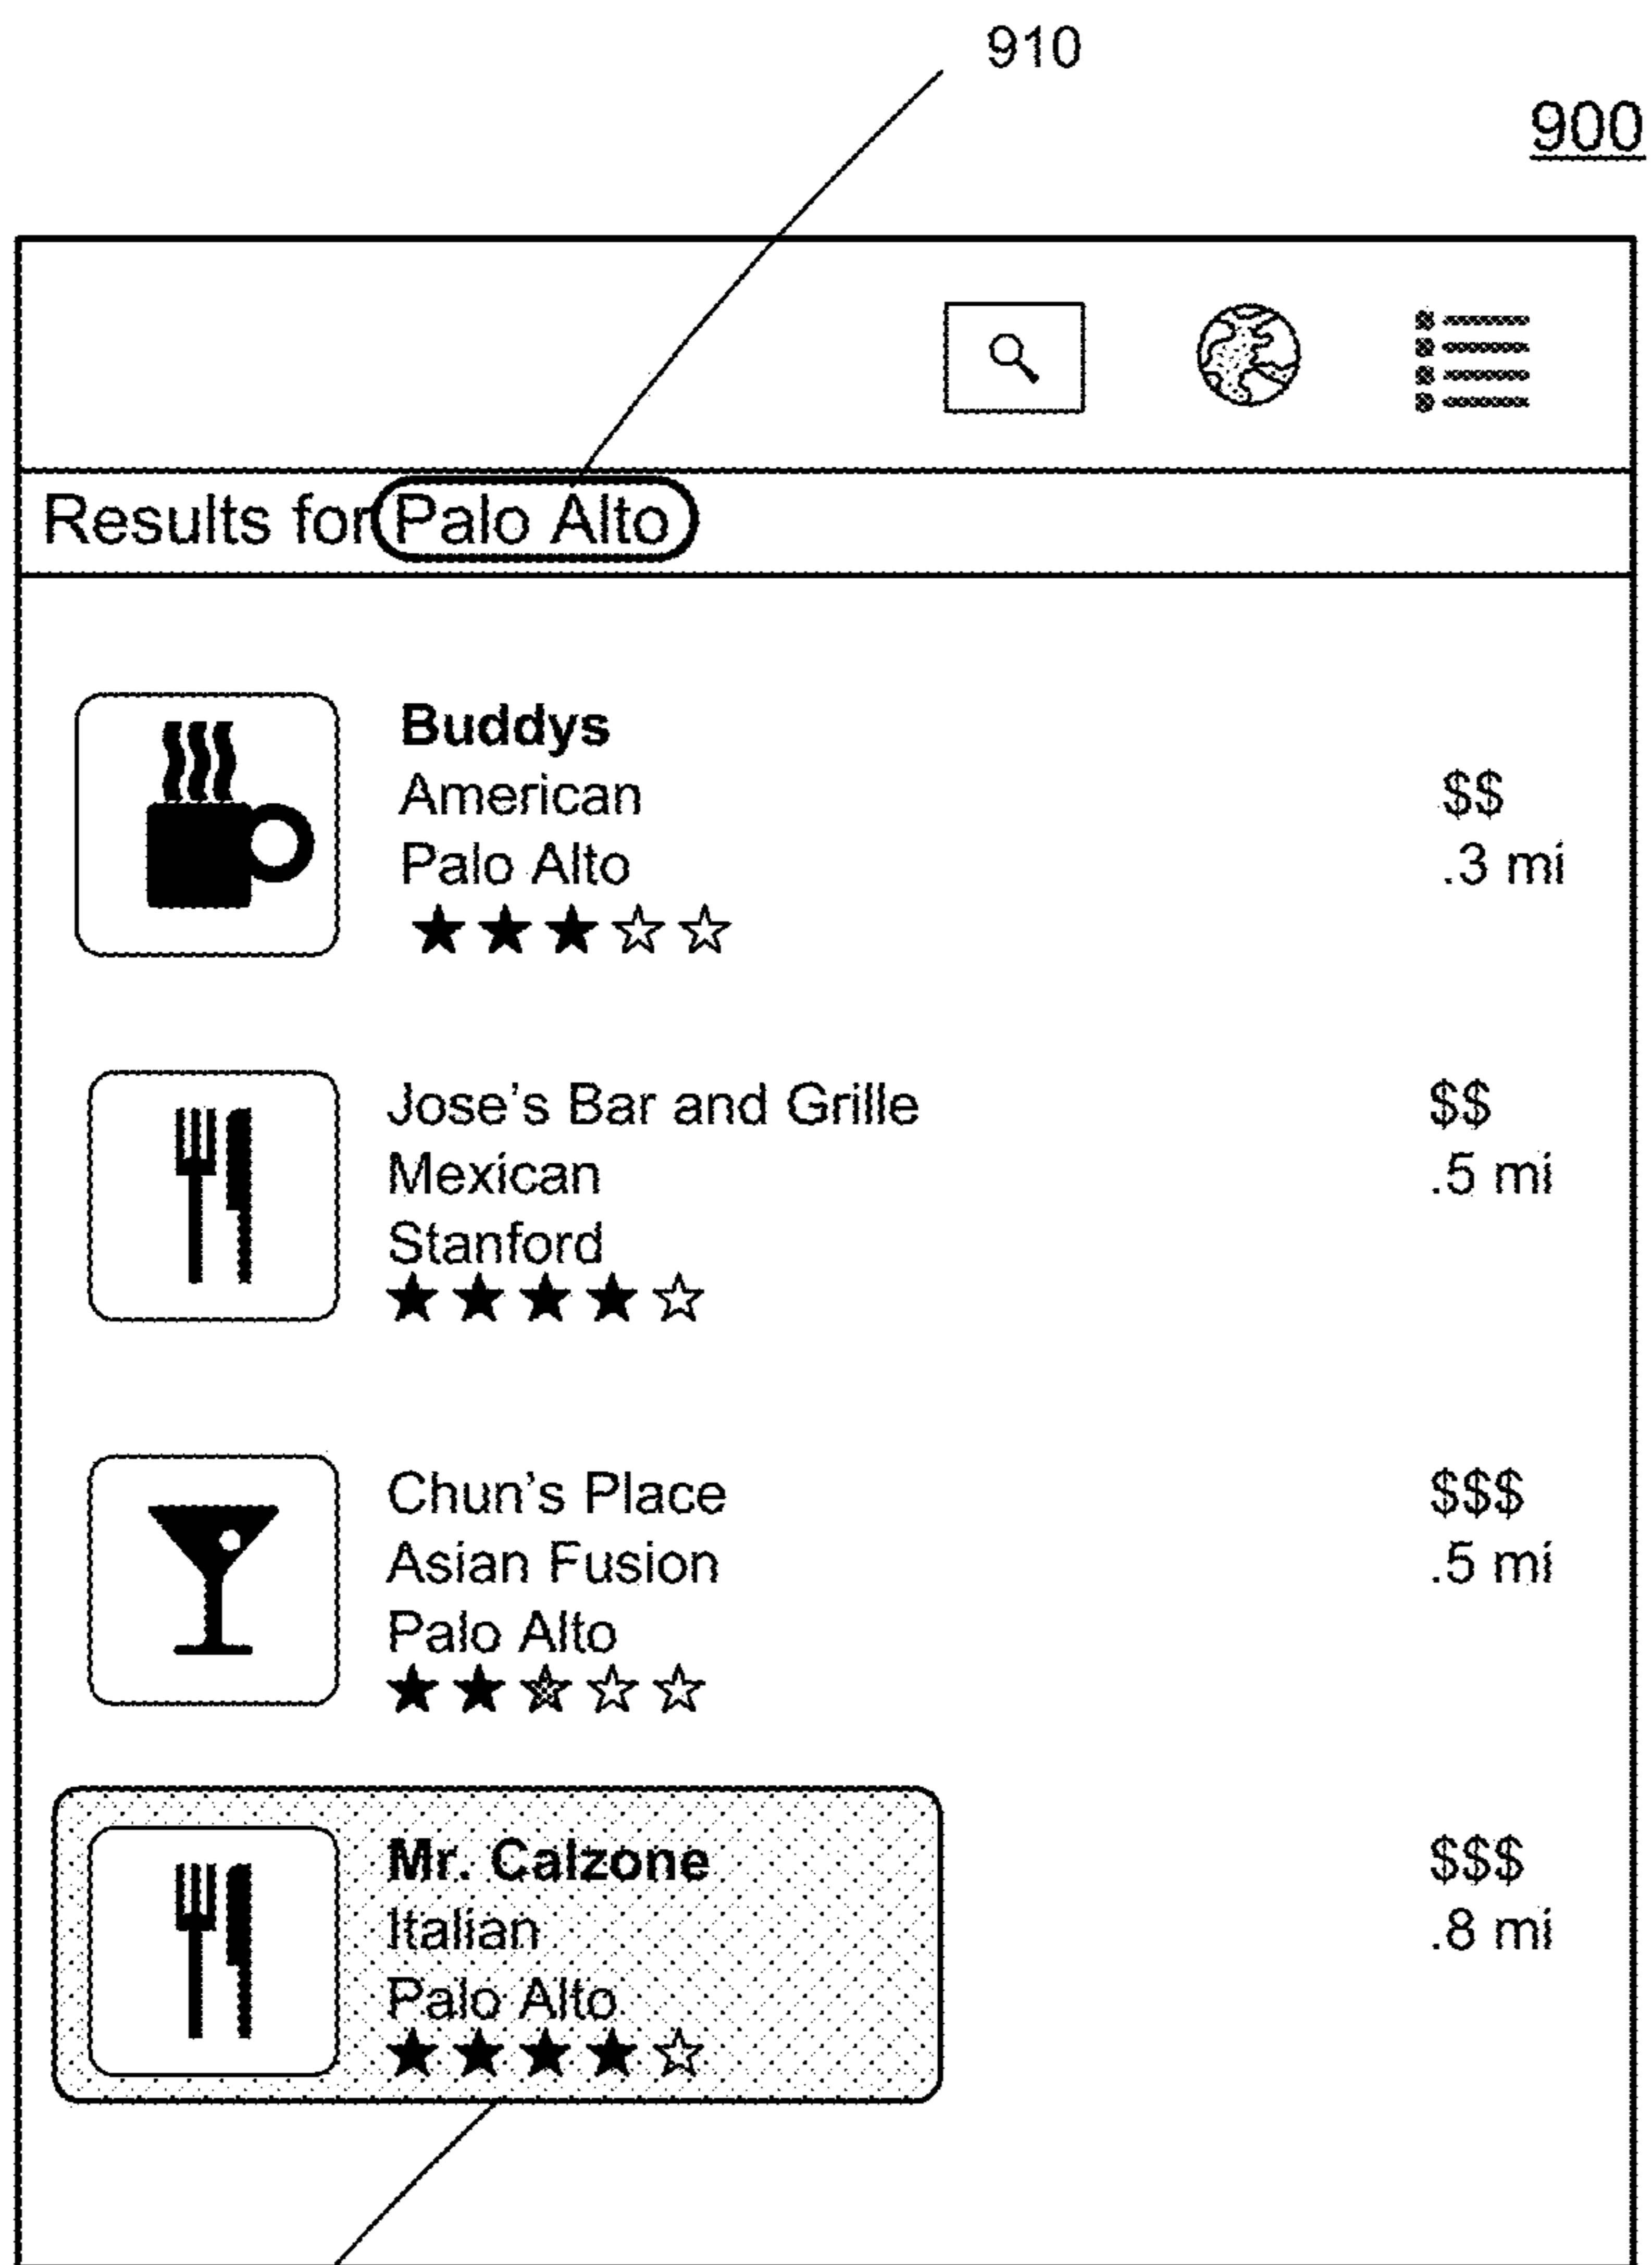 910
900
Results for Palo Alto
Buddys
American $$
Palo Alto .3 mi
Jose's Bar and Grille $$
Mexican .5 mi
Stanford
Chun's Place $$$
Asian Fusion .5 mi
Palo Alto
Mr. Calzone $$$
Italian .8 mi
Palo Alto